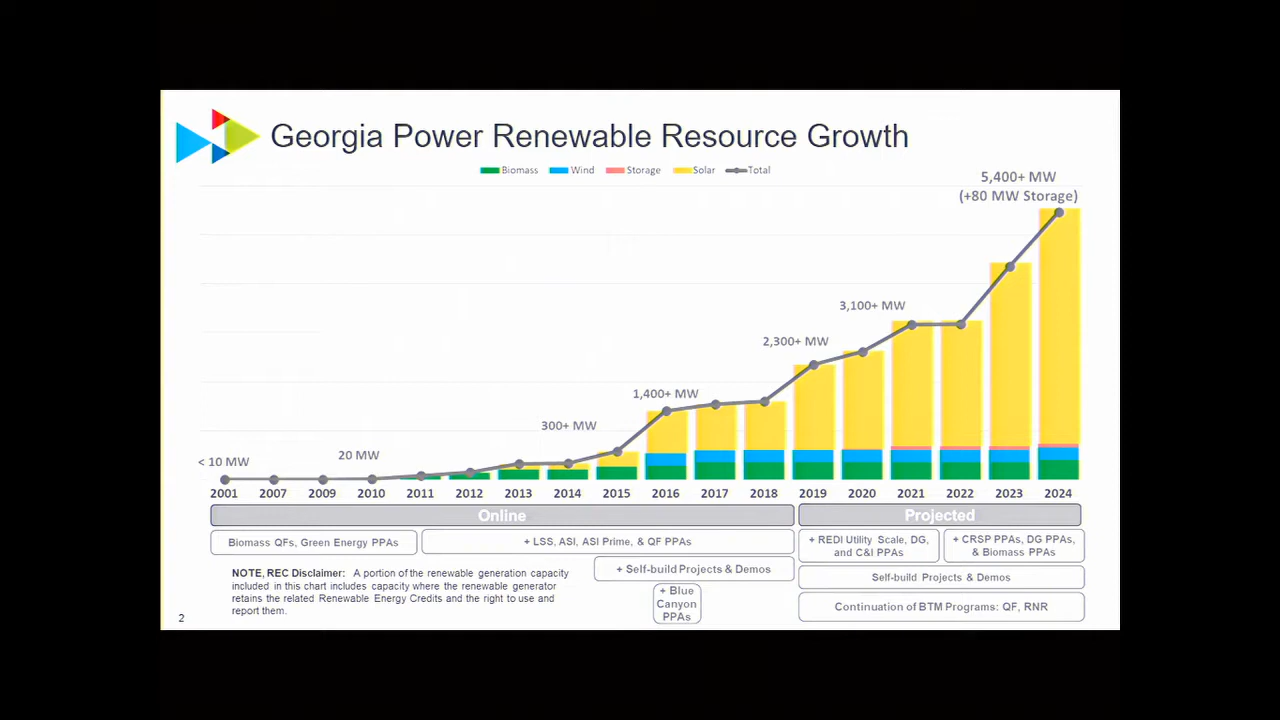 Georgia Power Renewable Resource Growth
Biomass Wind Storage Solar Total
5,400+ MW
(+80 MW Storage)
3,100+ MW
2,300+ MW
1,400+ MW
300+ MW
20 MW
< 10 MW
2001 2007 2009 2010 2011 2012 2013 2014 2015 2016 2017 2018 2019 2020 2021 2022 2023 2024
Online
Projected
Biomass QFs, Green Energy PPAs
+ LSS, ASI, ASI Prime, & QF PPAs
+ REDI Utility Scale, DG,
and C&I PPAs
+ CRSP PPAs, DG PPAs,
& Biomass PPAs
+ Self-build Projects & Demos
Self-build Projects & Demos
+ Blue
Canyon
PPAs
Continuation of BTM Programs: QF, RNR
NOTE, REC Disclaimer: A portion of the renewable generation capacity
included in this chart includes capacity where the renewable generator
retains the related Renewable Energy Credits and the right to use and
report them.
2